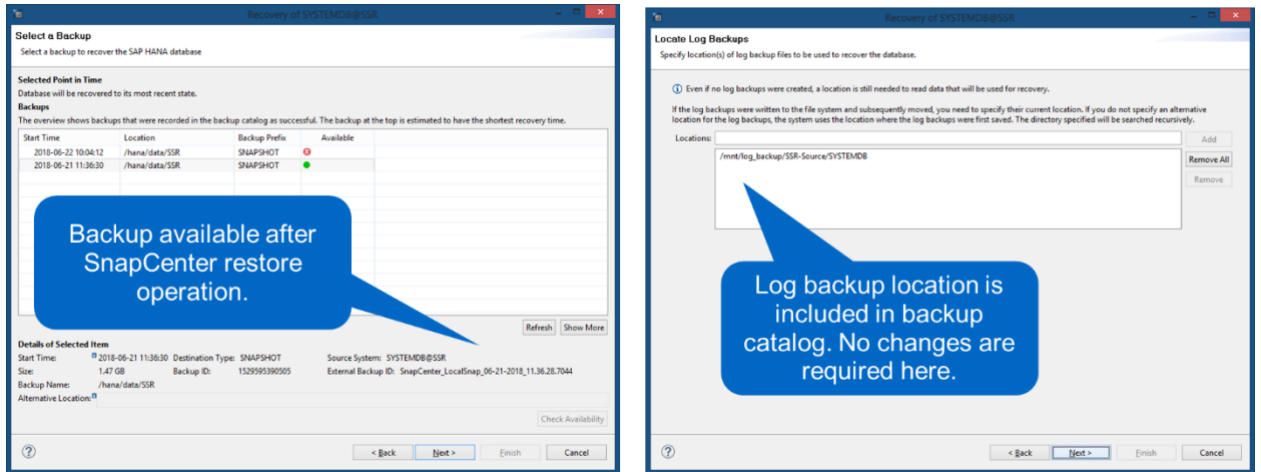 Recovery of SYSTEMDB@SSR
Select a Backup
Select a backup to recover the SAP HANA database
Selected Point in Time
Database will be recovered to its most recent state.
Backups
The overview shows backups that were recorded in the backup catalog as successful. The backup at the top is estimated to have the shortest recovery time.
Start Time Location Backup Prefix Available
2018-06-22 10:04:12 /hana/data/SSR SNAPSHOT
2018-06-21 11:36:30 /hana/data/SSR SNAPSHOT
Backup available after
SnapCenter restore
operation.
Refresh Show More
Details of Selected Item
Start Time: 2018-06-21 11:36:30 Destination Type: SNAPSHOT Source System: SYSTEMDB@SSR
Size: 1.47 GB Backup ID: 1529595390505 External Backup ID: SnapCenter_LocalSnap_06-21-2018_11.36.28.7044
Backup Name: /hana/data/SSR
Alternative Location:
Check Availability
< Back Next > Finish Cancel
Recovery of SYSTEMDB@SSR
Locate Log Backups
Specify location(s) of log backup files to be used to recover the database.
Even if no log backups were created, a location is still needed to read data that will be used for recovery.
If the log backups were written to the file system and subsequently moved, you need to specify their current location. If you do not specify an alternative
location for the log backups, the system uses the location where the log backups were first saved. The directory specified will be searched recursively.
Locations: Add
/mnt/log_backup/SSR-Source/SYSTEMDB Remove All
Remove
Log backup location is
included in backup
catalog. No changes are
required here.
< Back Next > Finish Cancel